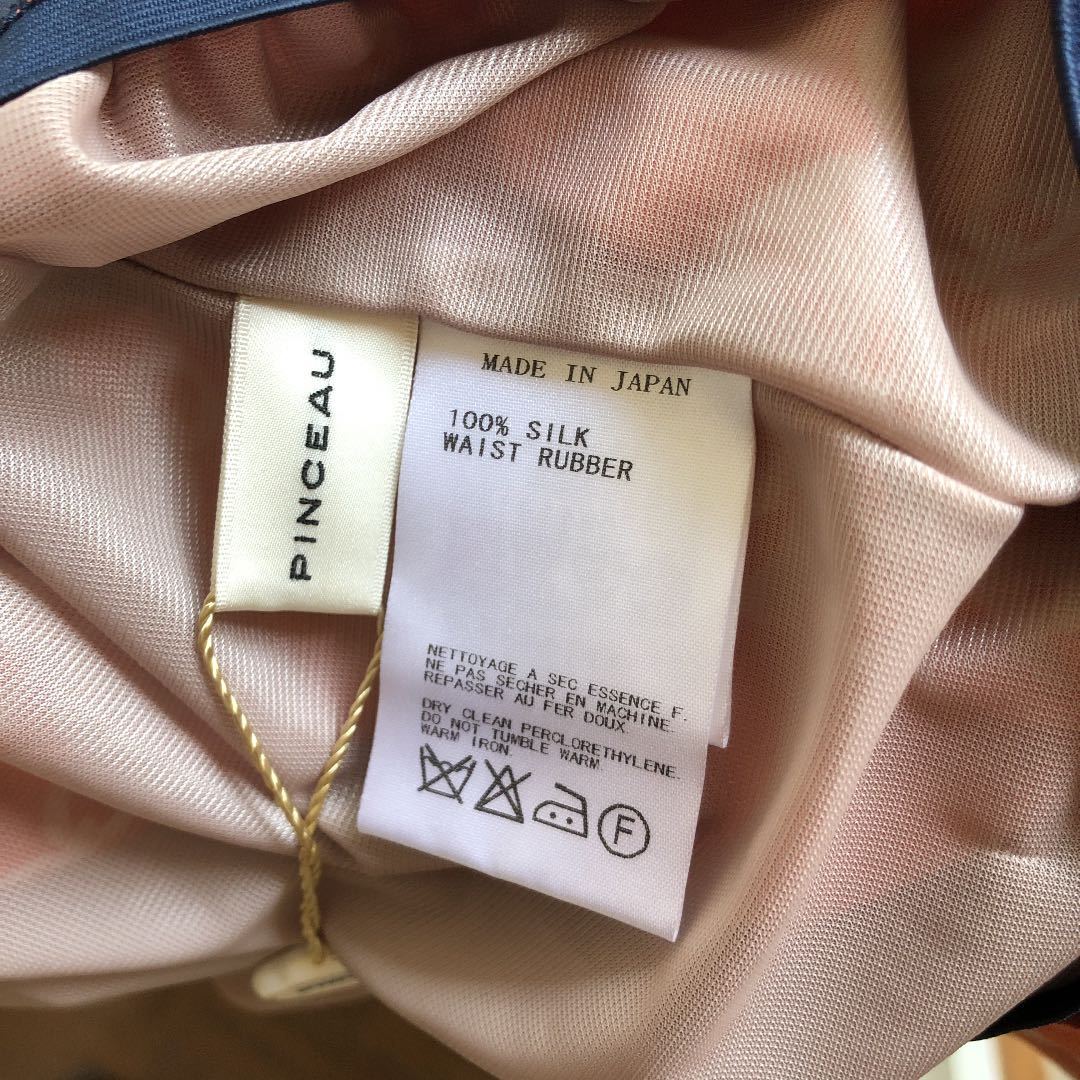 PINCEAU
MADE IN JAPAN
100% SILK
WAIST RUBBER
NETTOYAGE A SEC ESSENCE F.
NE PAS SECHER EN MACHINE.
REPASSER AU FER DOUX.
DRY CLEAN PERCLORETHYLENE.
DO NOT TUMBLE WARM.
WARM IRON.
F